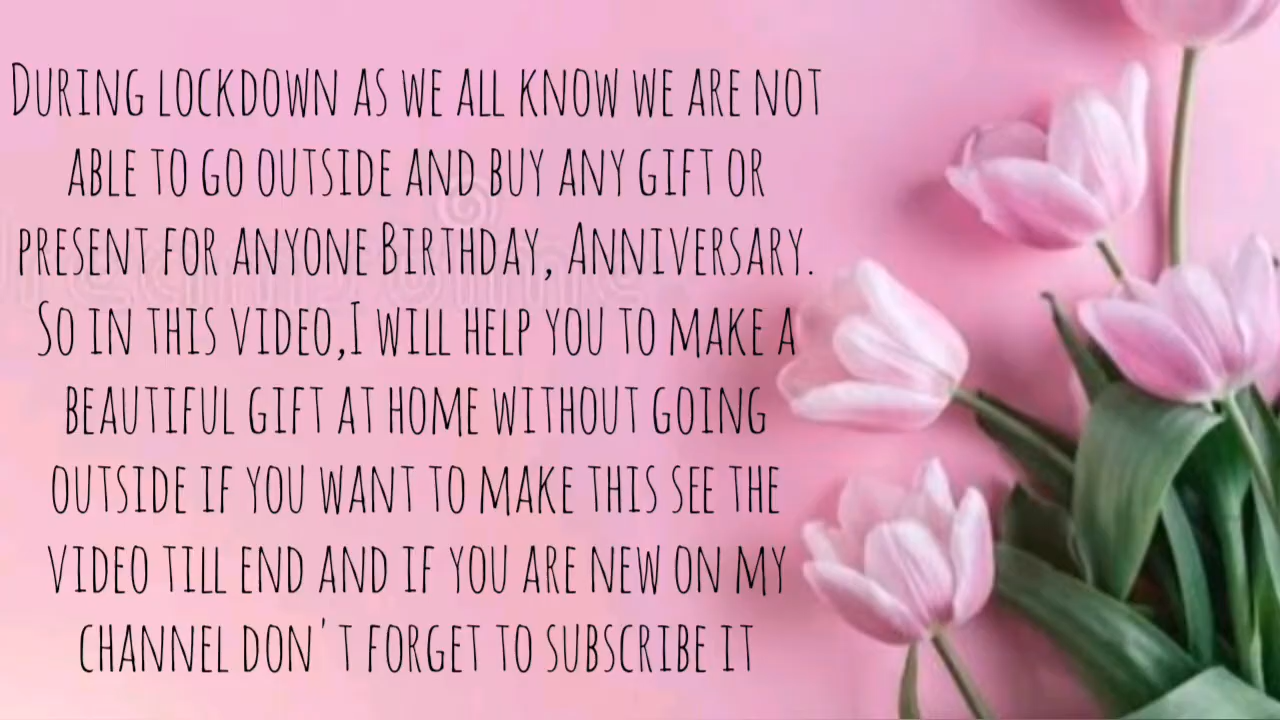 During lockdown as we all know we are not
able to go outside and buy any gift or
present for anyone Birthday, Anniversary.
So in this video,I will help you to make a
beautiful gift at home without going
outside if you want to make this see the
video till end and if you are new on my
channel don't forget to subscribe it